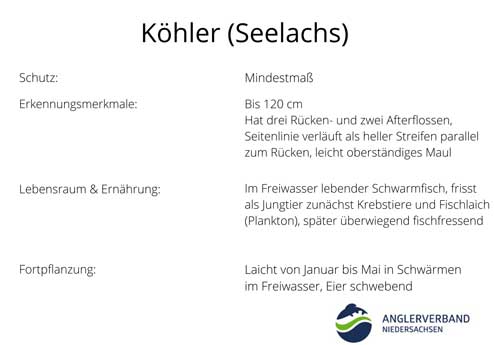 Köhler (Seelachs)
Schutz: Mindestmaß
Erkennungsmerkmale: Bis 120 cm
Hat drei Rücken- und zwei Afterflossen,
Seitenlinie verläuft als heller Streifen parallel
zum Rücken, leicht oberständiges Maul
Lebensraum & Ernährung: Im Freiwasser lebender Schwarmfisch, frisst
als Jungtier zunächst Krebstiere und Fischlaich
(Plankton), später überwiegend fischfressend
Fortpflanzung: Laicht von Januar bis Mai in Schwärmen
im Freiwasser, Eier schwebend
ANGLERVERBAND
NIEDERSACHSEN